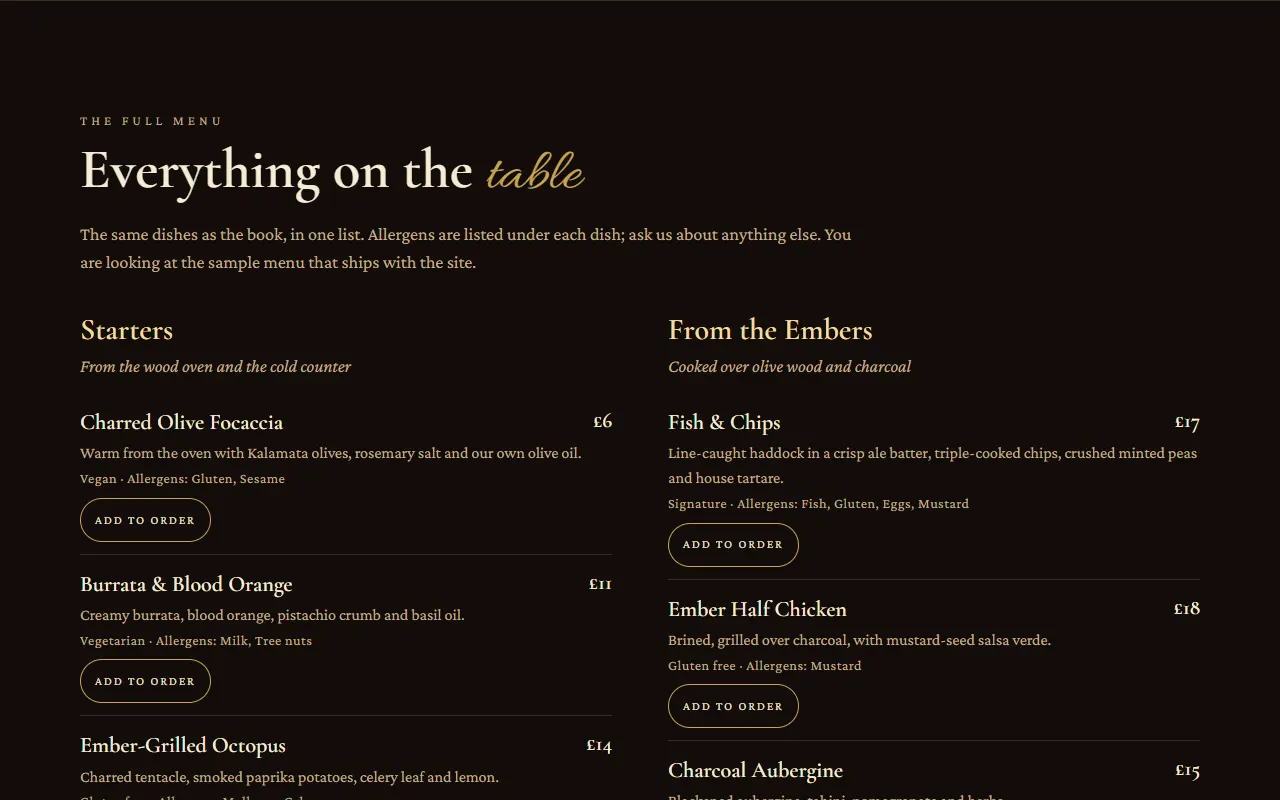 THE FULL MENU
Everything on the table
The same dishes as the book, in one list. Allergens are listed under each dish; ask us about anything else. You
are looking at the sample menu that ships with the site.
Starters
From the wood oven and the cold counter
Charred Olive Focaccia £6
Warm from the oven with Kalamata olives, rosemary salt and our own olive oil.
Vegan · Allergens: Gluten, Sesame
ADD TO ORDER
Burrata & Blood Orange £11
Creamy burrata, blood orange, pistachio crumb and basil oil.
Vegetarian · Allergens: Milk, Tree nuts
ADD TO ORDER
Ember-Grilled Octopus £14
Charred tentacle, smoked paprika potatoes, celery leaf and lemon.
From the Embers
Cooked over olive wood and charcoal
Fish & Chips £17
Line-caught haddock in a crisp ale batter, triple-cooked chips, crushed minted peas
and house tartare.
Signature · Allergens: Fish, Gluten, Eggs, Mustard
ADD TO ORDER
Ember Half Chicken £18
Brined, grilled over charcoal, with mustard-seed salsa verde.
Gluten free · Allergens: Mustard
ADD TO ORDER
Charcoal Aubergine £15